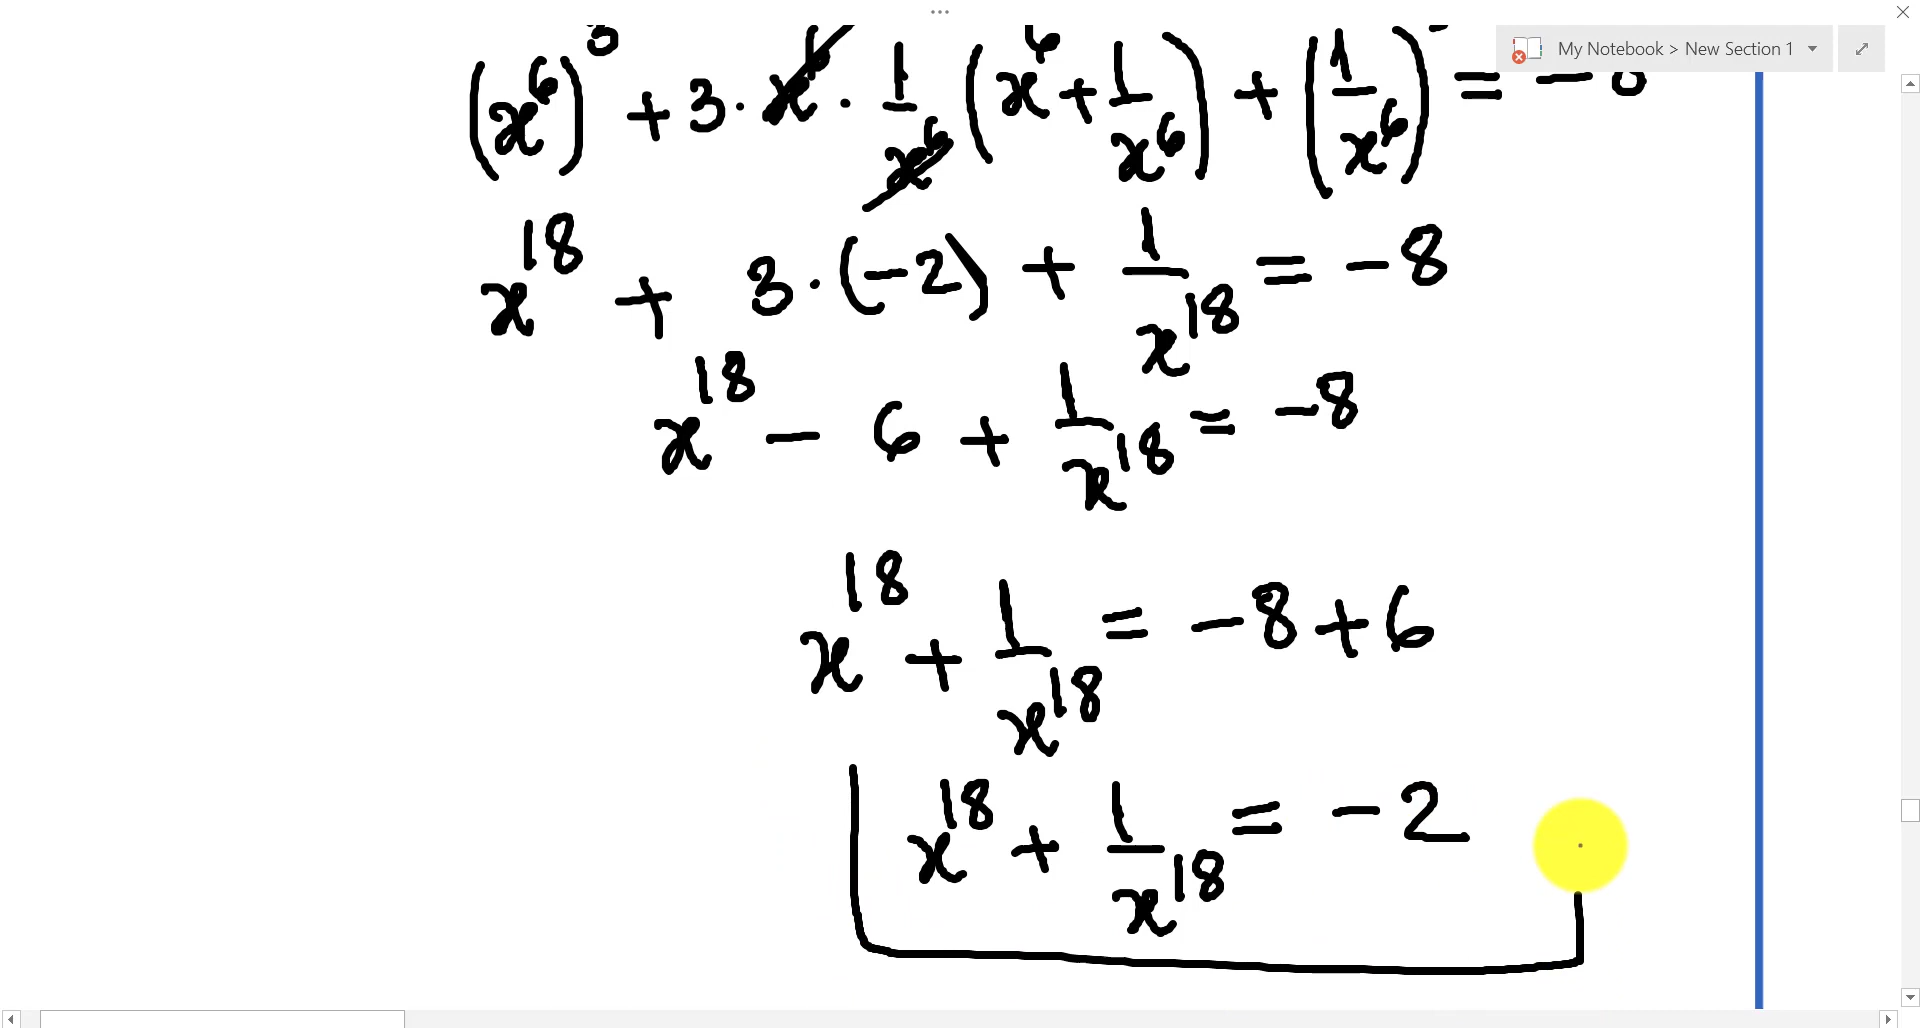 My Notebook > New Section 1
(x⁶)³ + 3 · x⁶ · 1/x⁶ (x⁶ + 1/x⁶) + (1/x⁶)³ = -8
x¹⁸ + 3 · (-2) + 1/x¹⁸ = -8
x¹⁸ - 6 + 1/x¹⁸ = -8
x¹⁸ + 1/x¹⁸ = -8 + 6
x¹⁸ + 1/x¹⁸ = -2